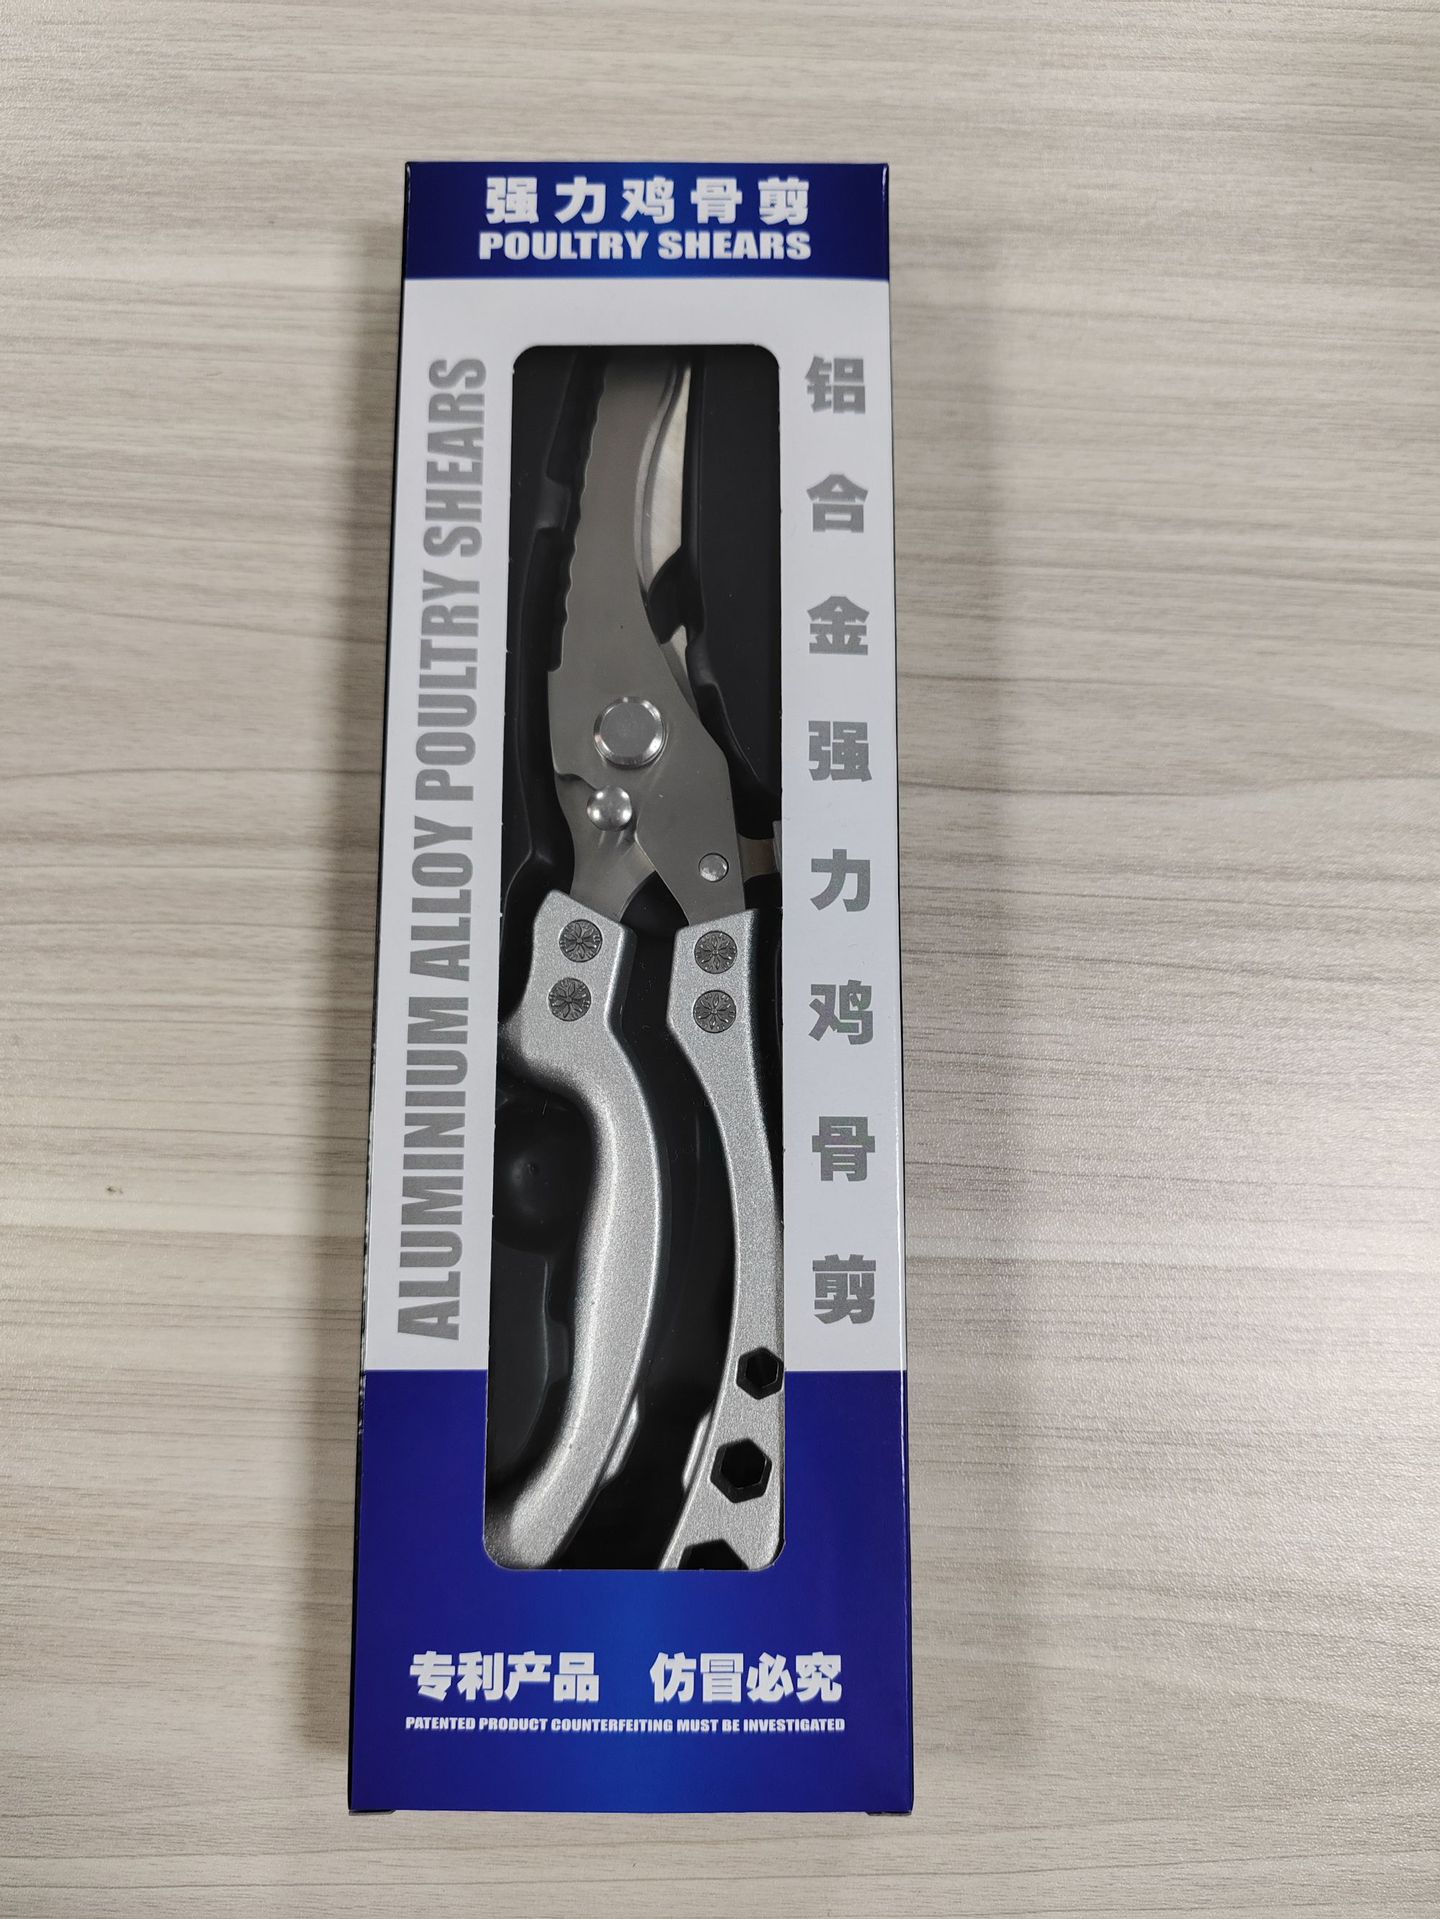 强力鸡骨剪
POULTRY SHEARS
ALUMINIUM ALLOY POULTRY SHEARS
铝合金强力鸡骨剪
专利产品 仿冒必究
PATENTED PRODUCT COUNTERFEITING MUST BE INVESTIGATED